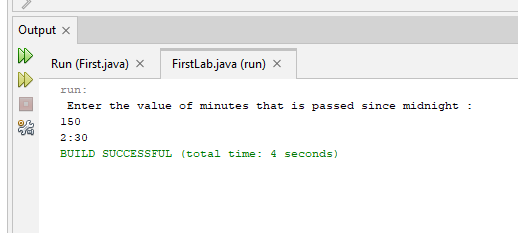 Output ×
Run (First.java) × FirstLab.java (run) ×
run:
Enter the value of minutes that is passed since midnight :
150
2:30
BUILD SUCCESSFUL (total time: 4 seconds)